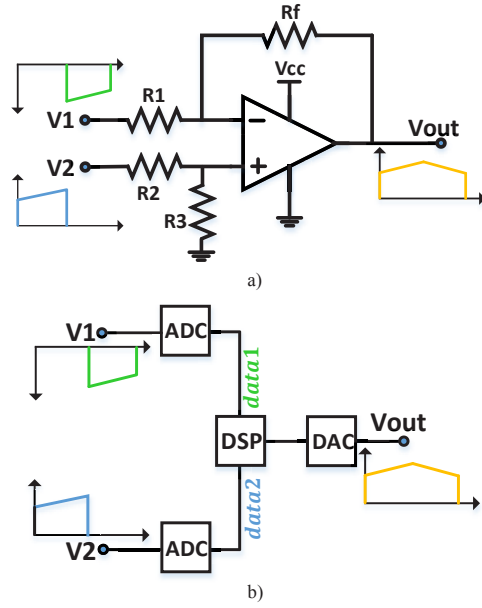 Rf
Vcc
R1
V1
Vout
V2
R2
R3
a)
V1
ADC
data1
Vout
DSP
DAC
data2
V2
ADC
b)